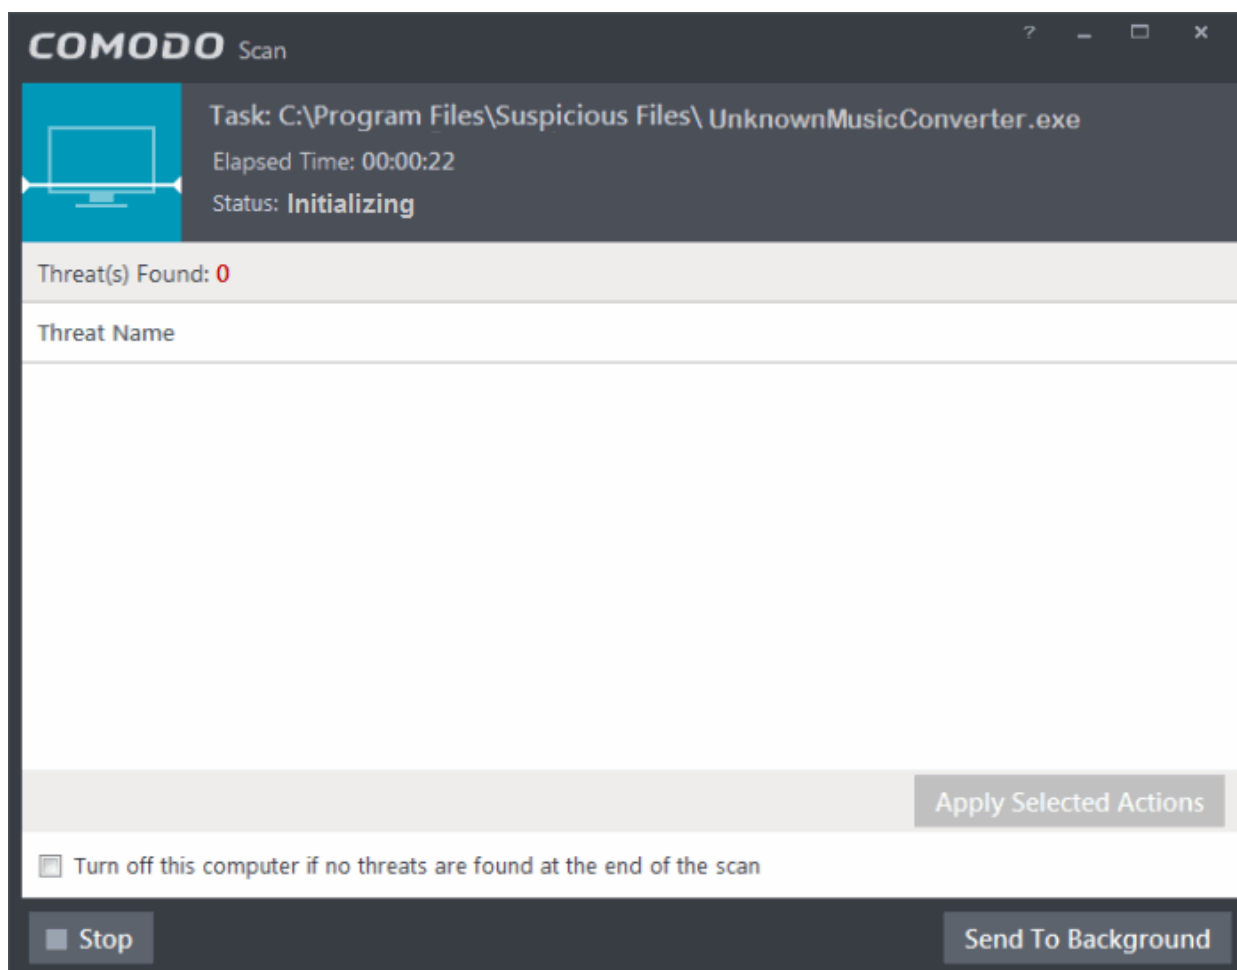 COMODO Scan
Task: C:\Program Files\Suspicious Files\ UnknownMusicConverter.exe
Elapsed Time: 00:00:22
Status: Initializing
Threat(s) Found: 0
Threat Name
Apply Selected Actions
Turn off this computer if no threats are found at the end of the scan
Stop
Send To Background